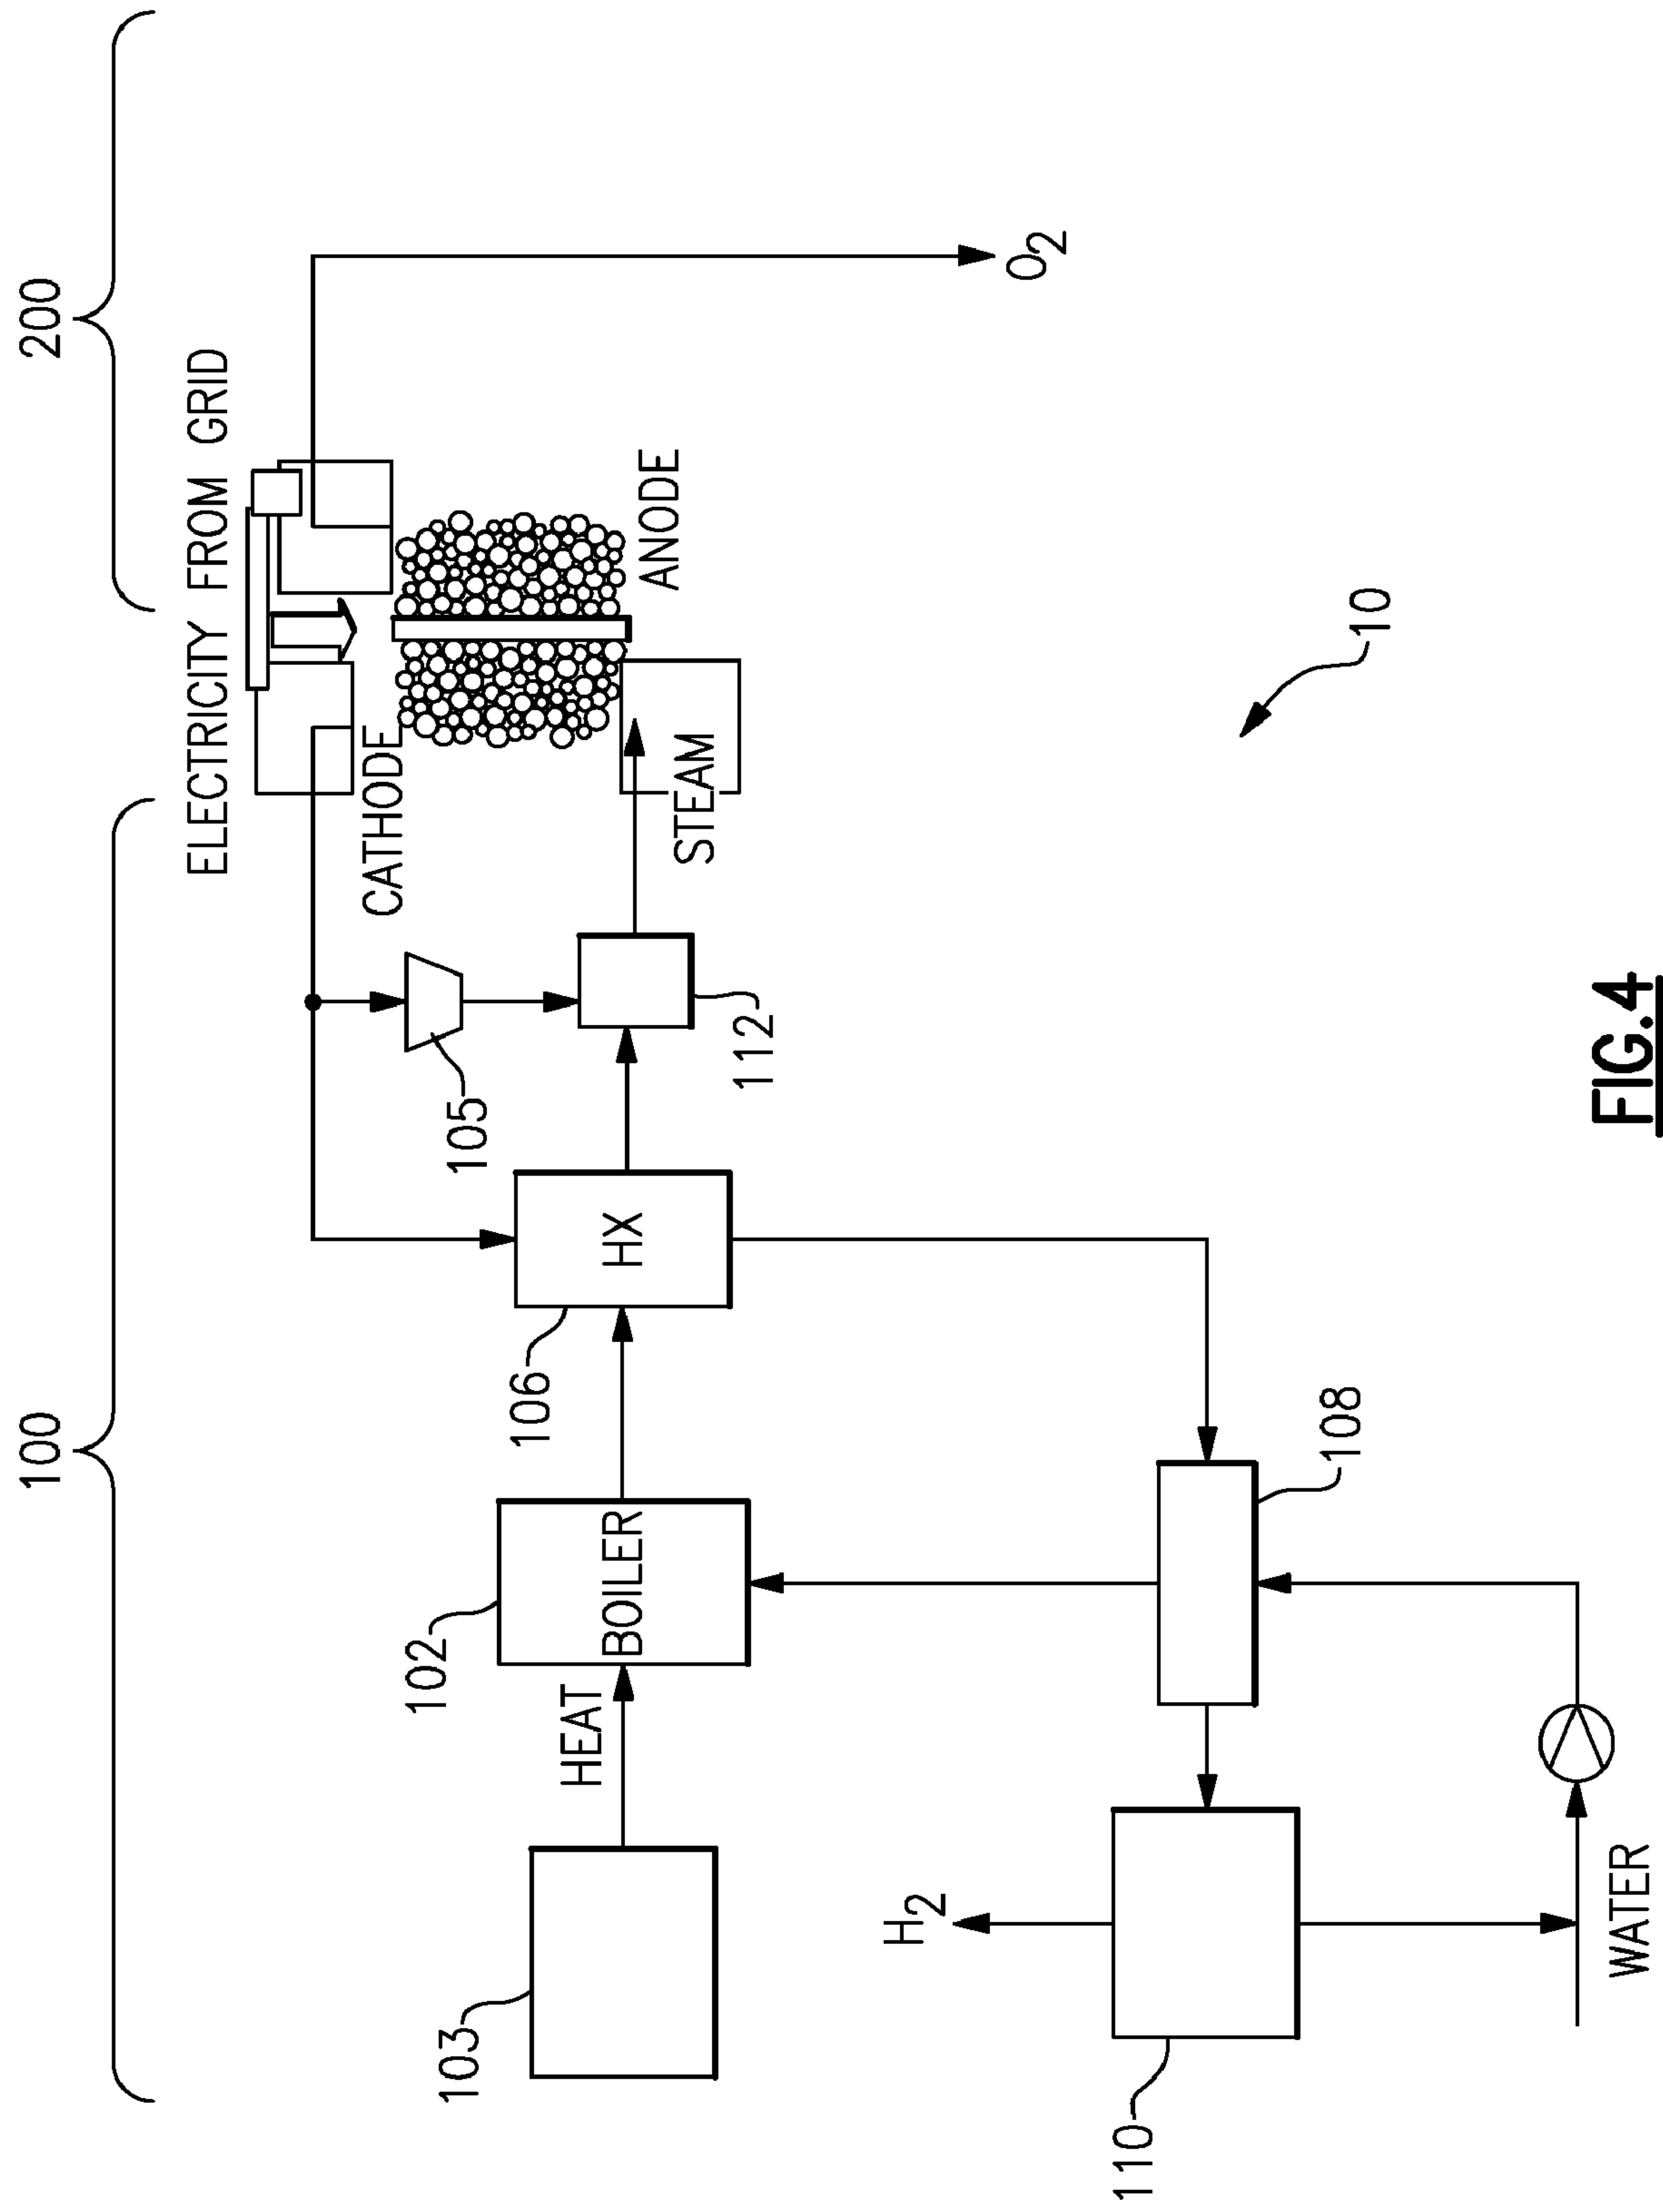 100
200
ELECTRICITY FROM GRID
CATHODE
ANODE
105
STEAM
112
106
HX
102
BOILER
HEAT
103
O2
H2
108
110
WATER
10
FIG.4